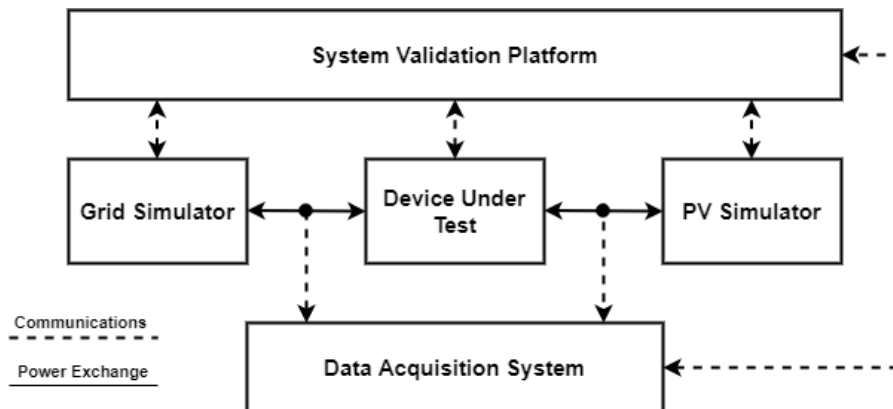 System Validation Platform
Grid Simulator
Device Under
Test
PV Simulator
Communications
Power Exchange
Data Acquisition System